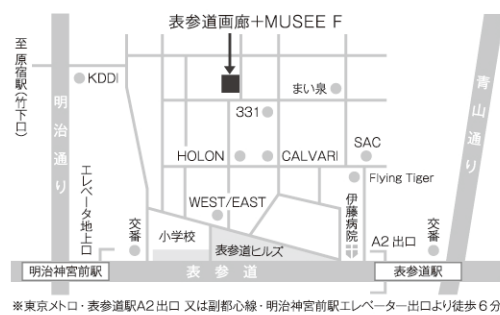 表参道画廊+MUSEE F
至 原宿駅(竹下口)
KDDI
明治通り
まい泉
331
青山通り
HOLON
CALVARI
SAC
Flying Tiger
エレベータ地上口
WEST/EAST
交番
小学校
表参道ヒルズ
伊藤病院
A2出口
交番
明治神宮前駅
表参道
表参道駅
※東京メトロ・表参道駅A2出口 又は副都心線・明治神宮前駅エレベーター出口より徒歩6分